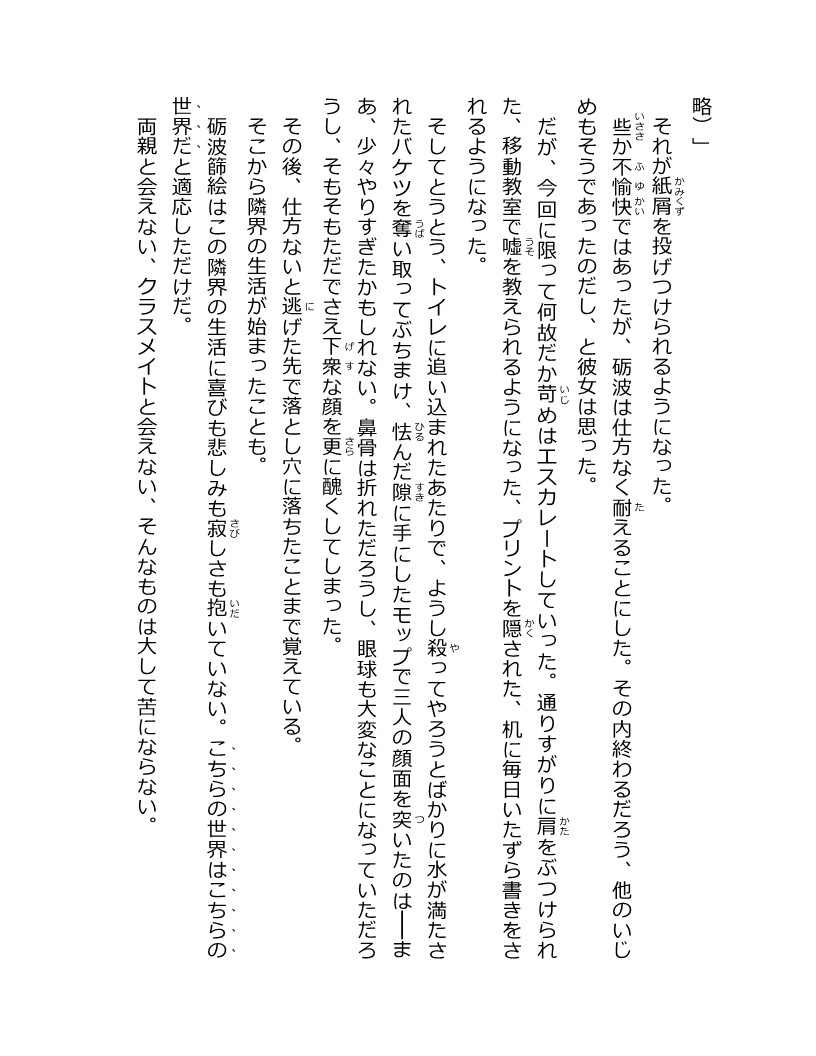 略）」
それが紙屑を投げつけられるようになった。
些か不愉快ではあったが、砺波は仕方なく耐えることにした。その内終わるだろう、他のいじ
めもそうであったのだし、と彼女は思った。
だが、今回に限って何故だか苛めはエスカレートしていった。通りすがりに肩をぶつけられ
た、移動教室で嘘を教えられるようになった、プリントを隠された、机に毎日いたずら書きをさ
れるようになった。
そしてとうとう、トイレに追い込まれたあたりで、ようし殺ってやろうとばかりに水が満たさ
れたバケツを奪い取ってぶちまけ、怯んだ隙に手にしたモップで三人の顔面を突いたのは――ま
あ、少々やりすぎたかもしれない。鼻骨は折れただろうし、眼球も大変なことになっていただろ
うし、そもそもただでさえ下衆な顔を更に醜くしてしまった。
その後、仕方ないと逃げた先で落とし穴に落ちたことまで覚えている。
そこから隣界の生活が始まったことも。
砺波篩絵はこの隣界の生活に喜びも悲しみも寂しさも抱いていない。こちらの世界はこちらの
世界だと適応しただけだ。
両親と会えない、クラスメイトと会えない、そんなものは大して苦にならない。